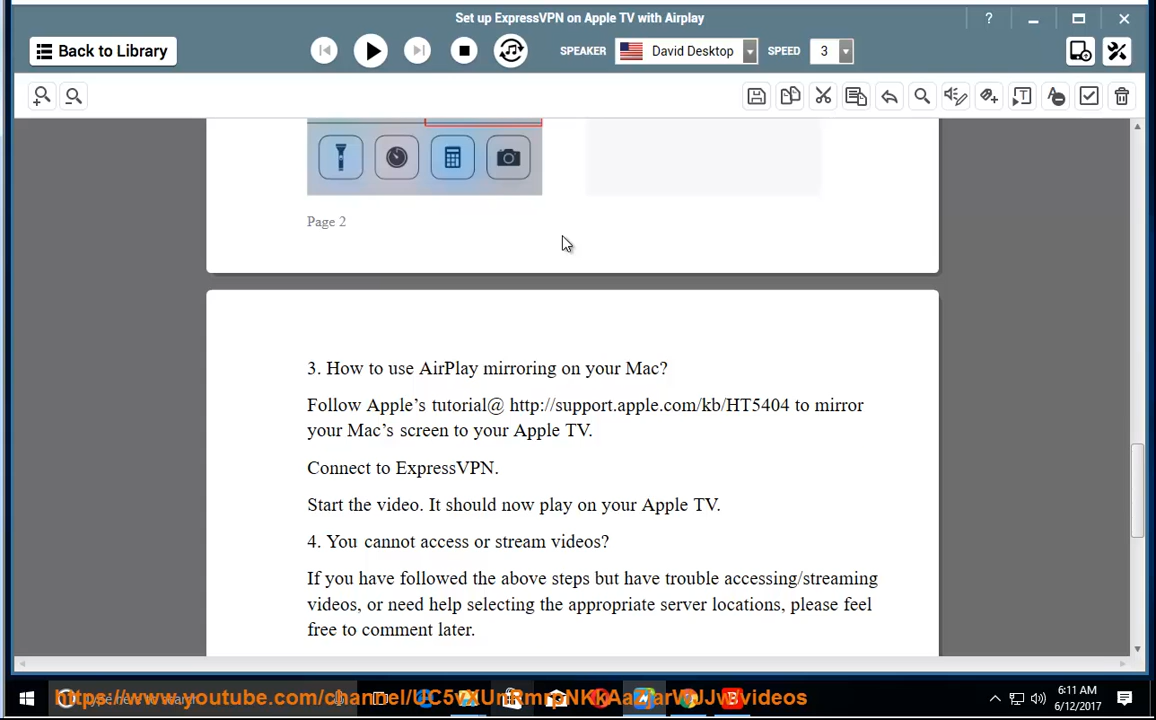 Set up ExpressVPN on Apple TV with Airplay
?
Back to Library
SPEAKER
David Desktop
SPEED
3
Page 2
3. How to use AirPlay mirroring on your Mac?
Follow Apple’s tutorial@ http://support.apple.com/kb/HT5404 to mirror
your Mac’s screen to your Apple TV.
Connect to ExpressVPN.
Start the video. It should now play on your Apple TV.
4. You cannot access or stream videos?
If you have followed the above steps but have trouble accessing/streaming
videos, or need help selecting the appropriate server locations, please feel
free to comment later.
6:11 AM
6/12/2017